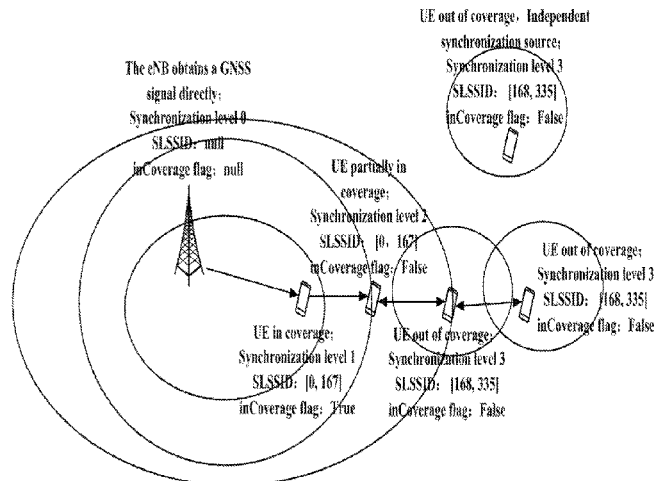 UE out of coverage, Independent
synchronization source;
Synchronization level 3
SLSSID: [168, 335]
inCoverage flag: False
The eNB obtains a GNSS
signal directly;
Synchronization level 0
SLSSID: null
inCoverage flag: null
UE partially in
coverage;
Synchronization level 2
SLSSID: [0, 167]
inCoverage flag: False
UE out of coverage;
Synchronization level 3
SLSSID: [168, 335]
inCoverage flag: False
UE in coverage;
Synchronization level 1
SLSSID: [0, 167]
inCoverage flag: True
UE out of coverage;
Synchronization level 3
SLSSID: [168, 335]
inCoverage flag: False